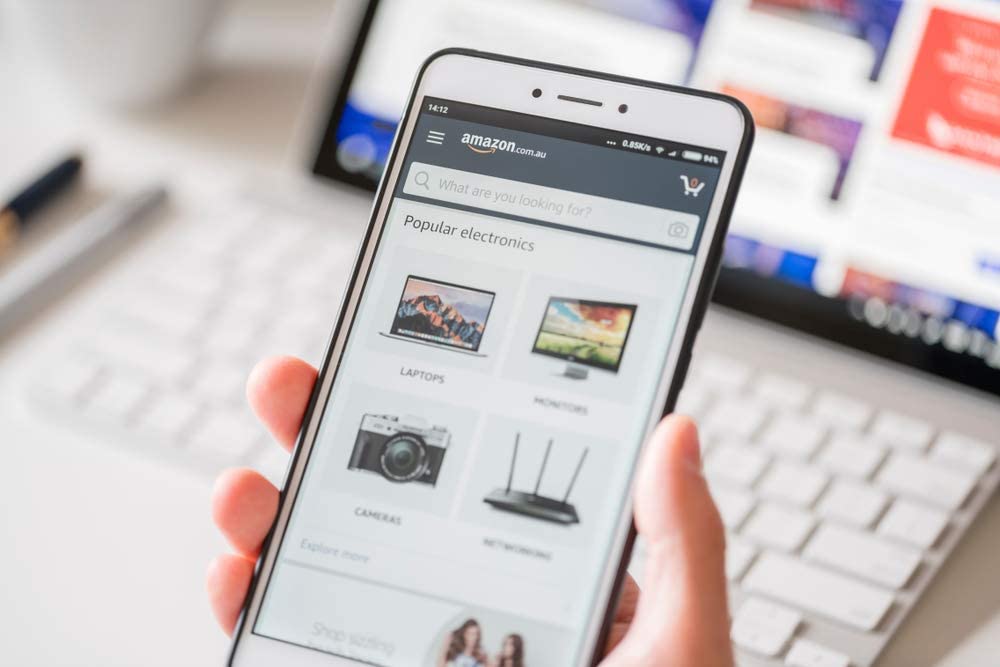 14:12
... 0.85K/s 94%
amazon.com.au
0
What are you looking for?
Popular electronics
LAPTOPS
MONITORS
CAMERAS
NETWORKING
Explore more
Shop sizzling